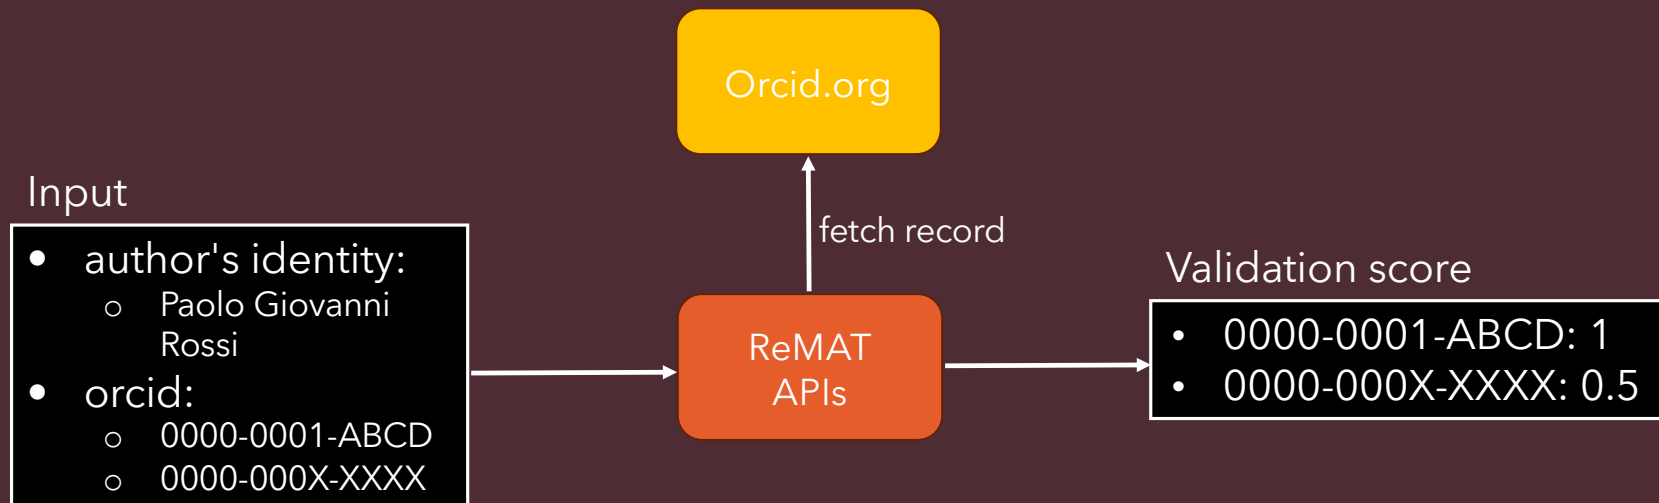 Orcid.org
Input
fetch record
• author's identity:
o Paolo Giovanni
Rossi
• orcid:
o 0000-0001-ABCD
o 0000-000X-XXXX
ReMAT
APIs
Validation score
• 0000-0001-ABCD: 1
• 0000-000X-XXXX: 0.5